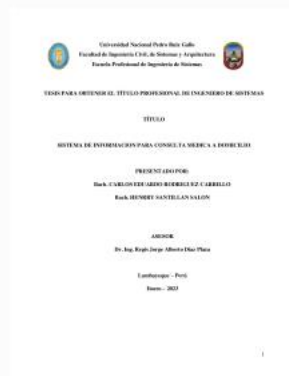 Universidad Nacional Pedro Ruiz Gallo
Facultad de Ingeniería Civil, de Sistemas y Arquitectura
Escuela Profesional de Ingeniería de Sistemas
TESIS PARA OBTENER EL TÍTULO PROFESIONAL DE INGENIERO DE SISTEMAS
TÍTULO
SISTEMA DE INFORMACION PARA CONSULTA MEDICA A DOMICILIO
PRESENTADO POR:
Bach. CARLOS EDUARDO RODRIGUEZ CARRILLO
Bach. SANTILLAN SALON
ASESOR
Dr. Ing. Regis Jorge Alberto Díaz Plaza
Lambayeque – Perú
Enero – 2023
1